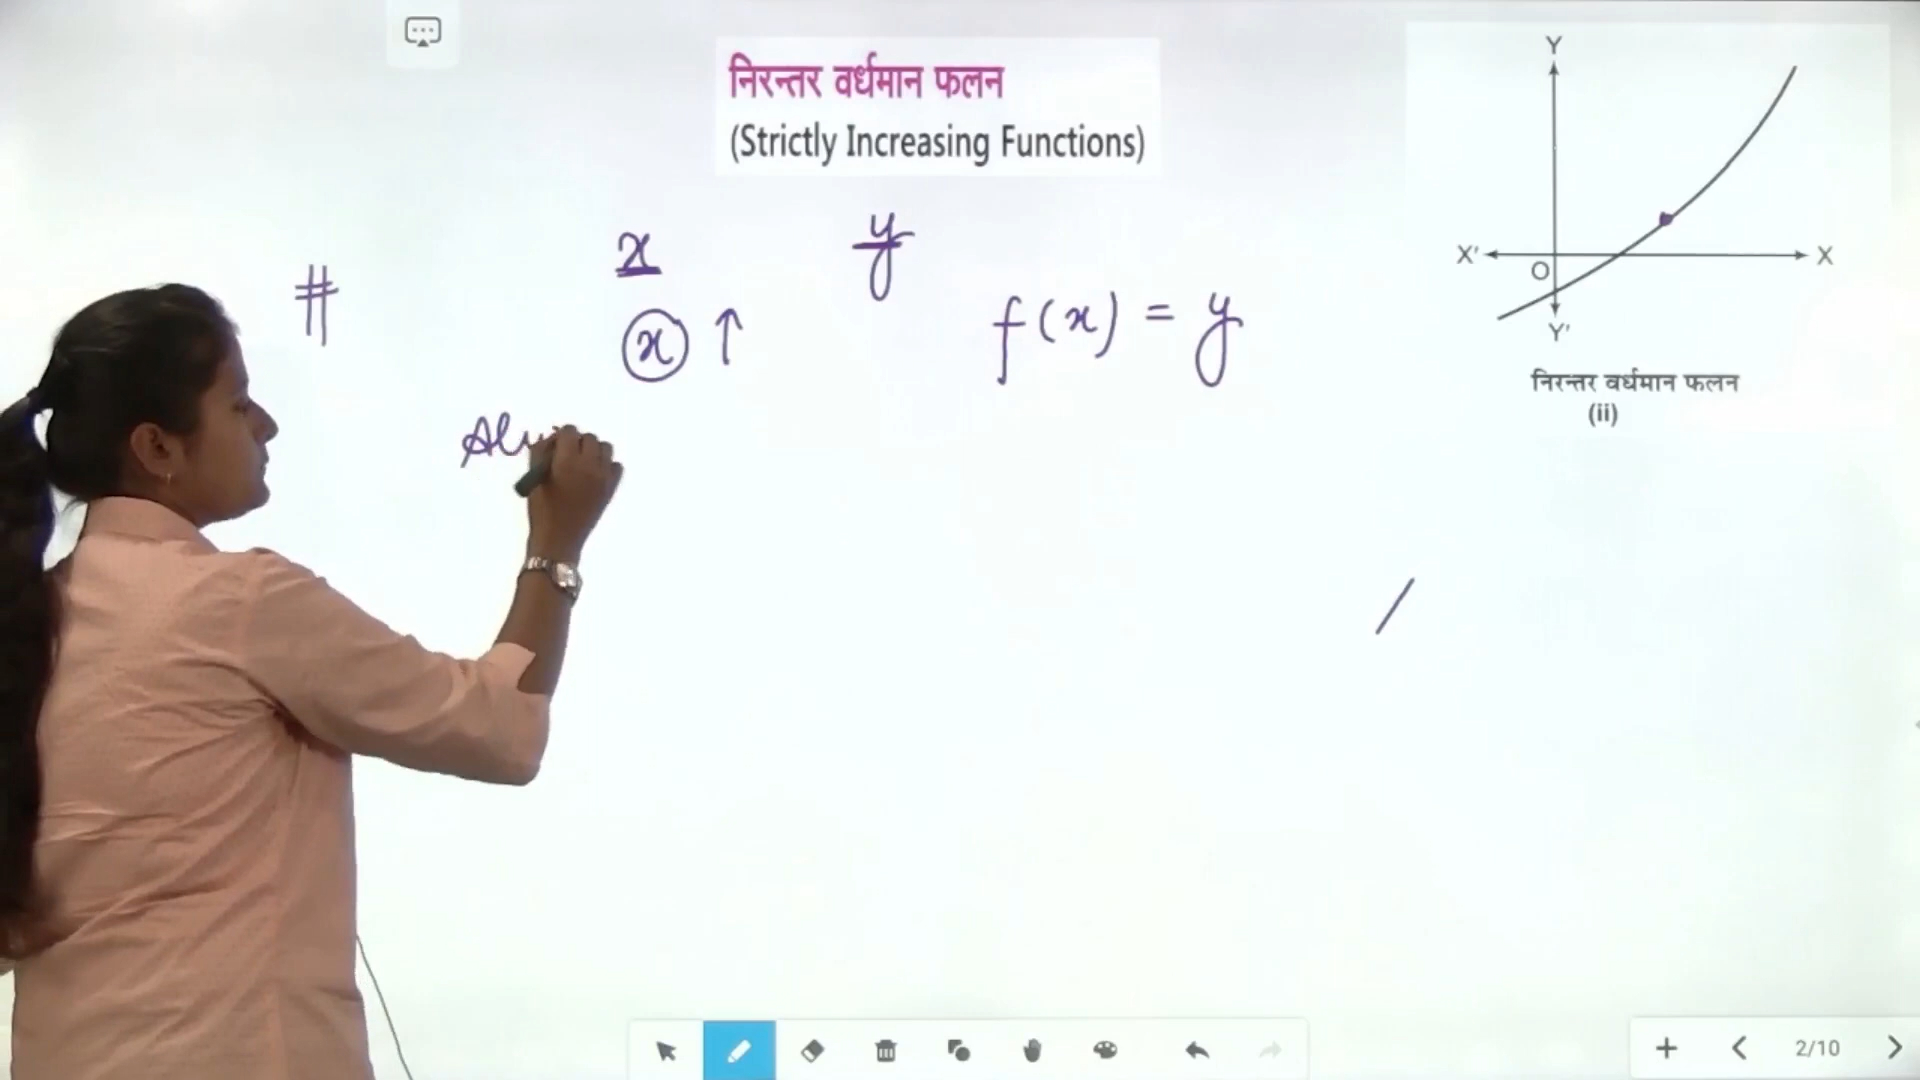 निरन्तर वर्धमान फलन
(Strictly Increasing Functions)
x y
#
x ↑ f(x) = y
Y
X' X
O
Y'
निरन्तर वर्धमान फलन
(ii)
2/10